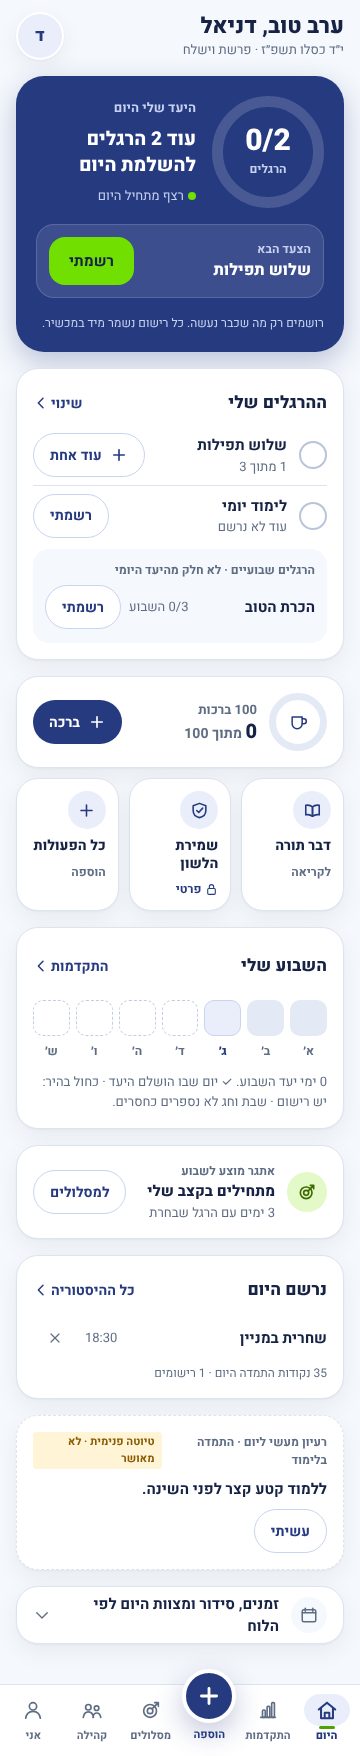 ערב טוב, דניאל
ד
י״ד כסלו תשפ״ז · פרשת וישלח
היעד שלי היום
0/2
הרגלים
עוד 2 הרגלים
להשלמת היום
רצף מתחיל היום
הצעד הבא
שלוש תפילות
רשמתי
רושמים רק מה שכבר נעשה. כל רישום נשמר מיד במכשיר.
ההרגלים שלי
שינוי
שלוש תפילות
1 מתוך 3
עוד אחת
לימוד יומי
עוד לא נרשם
רשמתי
הרגלים שבועיים · לא חלק מהיעד היומי
הכרת הטוב
0/3 השבוע
רשמתי
100 ברכות
0 מתוך 100
ברכה
דבר תורה
לקריאה
שמירת
הלשון
פרטי
כל הפעולות
הוספה
השבוע שלי
התקדמות
א׳ ב׳ ג׳ ד׳ ה׳ ו׳ ש׳
0 ימי יעד השבוע. ✓ יום שבו הושלם היעד · כחול בהיר:
יש רישום · שבת וחג לא נספרים כחסרים.
אתגר מוצע לשבוע
מתחילים בקצב שלי
3 ימים עם הרגל שבחרת
למסלולים
נרשם היום
כל ההיסטוריה
שחרית במניין
18:30
35 נקודות התמדה היום · 1 רישומים
רעיון מעשי ליום · התמדה
בלימוד
טיוטה פנימית · לא
מאושר
ללמוד קטע קצר לפני השינה.
עשיתי
זמנים, סידור ומצוות היום לפי
הלוח
היום
התקדמות
הוספה
מסלולים
קהילה
אני